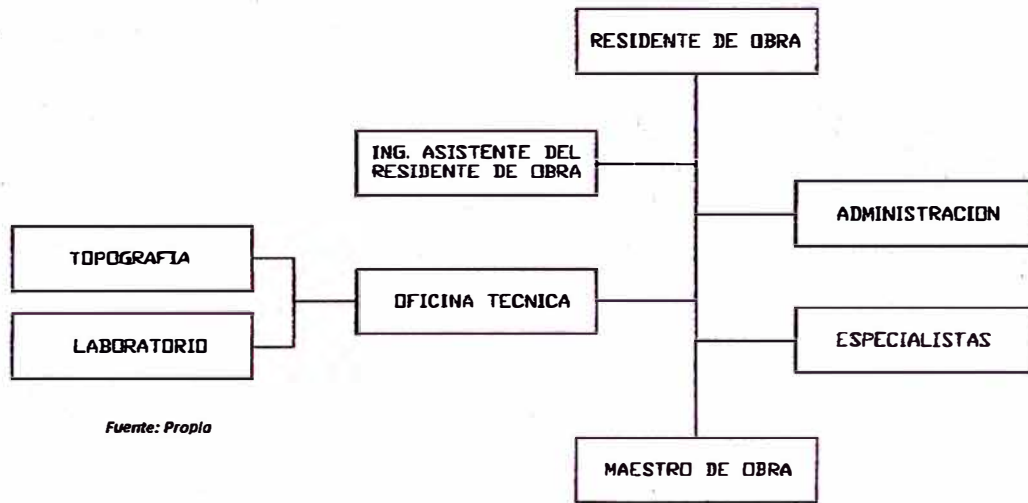 RESIDENTE DE OBRA
ING. ASISTENTE DEL
RESIDENTE DE OBRA
ADMINISTRACION
TOPOGRAFIA
OFICINA TECNICA
LABORATORIO
ESPECIALISTAS
Fuente: Propia
MAESTRO DE OBRA